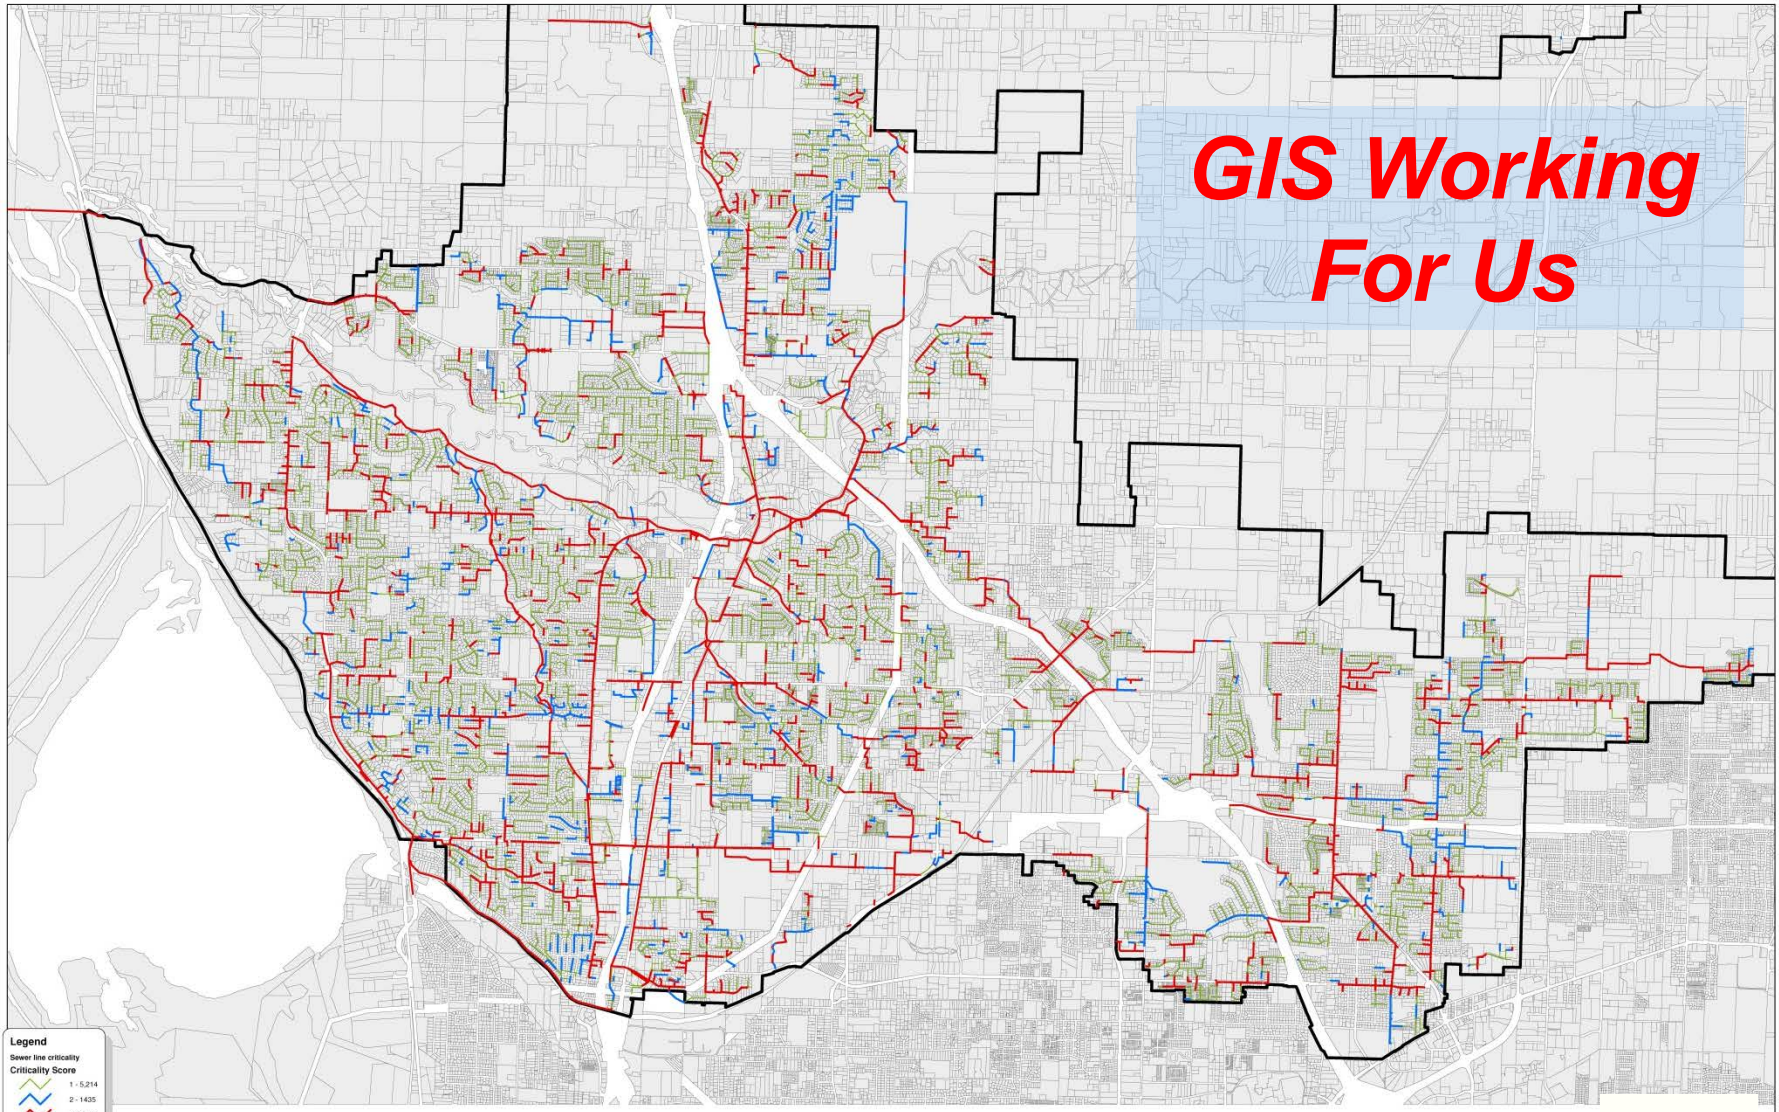 GIS Working
For Us
Legend
Sewer line criticality
Criticality Score
1 - 5,214
2 - 1435